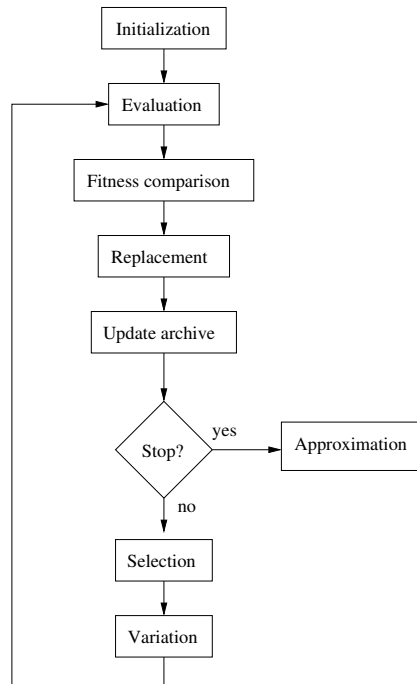 Initialization
Evaluation
Fitness comparison
Replacement
Update archive
Stop?
yes
Approximation
no
Selection
Variation